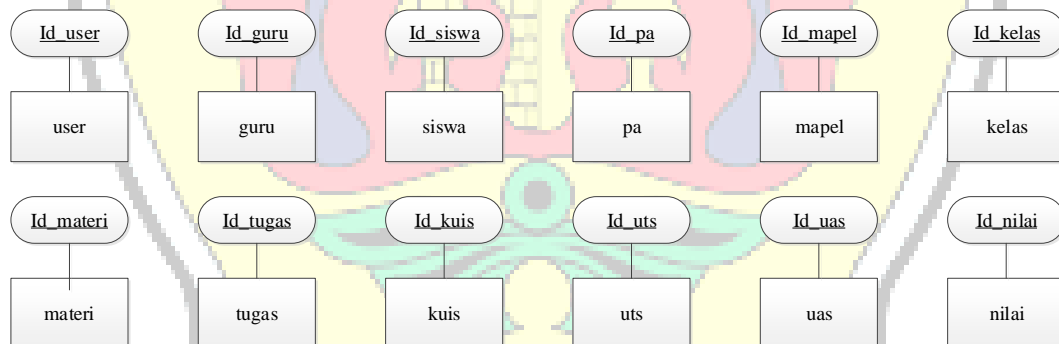 Id_user Id_guru Id_siswa Id_pa Id_mapel Id_kelas
user guru siswa pa mapel kelas
Id_materi Id_tugas Id_kuis Id_uts Id_uas Id_nilai
materi tugas kuis uts uas nilai